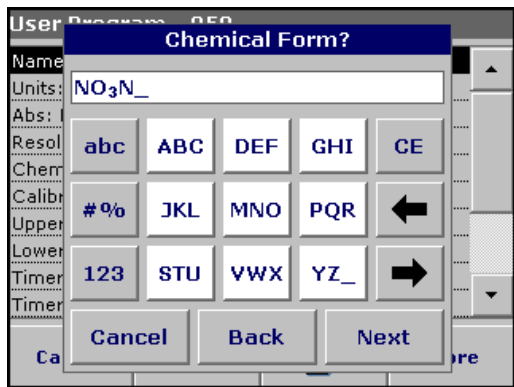 User Program 950
Chemical Form?
Name
Units:
NO₃N_
Abs:
Resol
Chem
Calibr
Upper
Lower
Timer
Timer
abc ABC DEF GHI CE
#% JKL MNO PQR
123 STU VWX YZ_
Cancel Back Next
Ca
ore